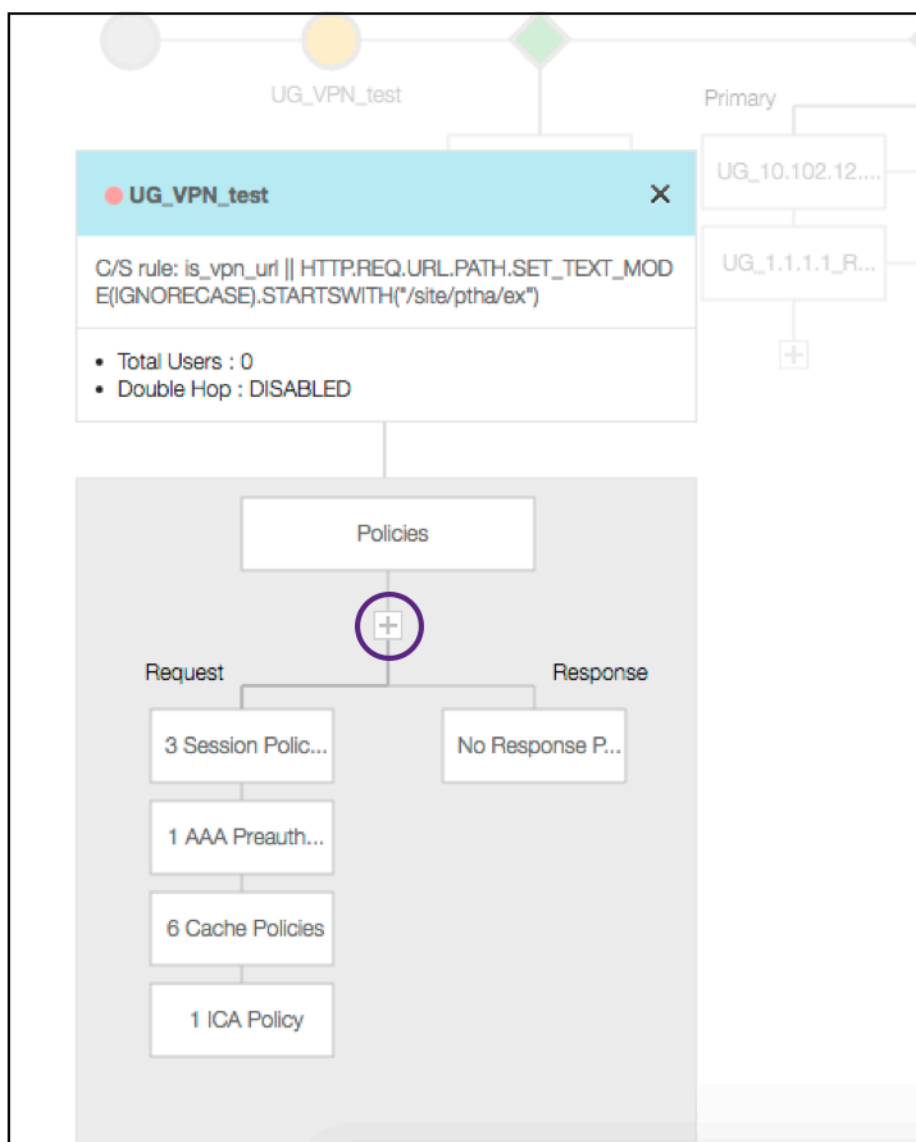 UG_VPN_test
Primary
UG_10.102.12....
UG_VPN_test
C/S rule: is_vpn_url || HTTP.REQ.URL.PATH.SET_TEXT_MOD
E(IGNORECASE).STARTSWITH("/site/ptha/ex")
UG_1.1.1.1_R...
• Total Users : 0
• Double Hop : DISABLED
Policies
Request
Response
3 Session Polic...
No Response P...
1 AAA Preauth...
6 Cache Policies
1 ICA Policy